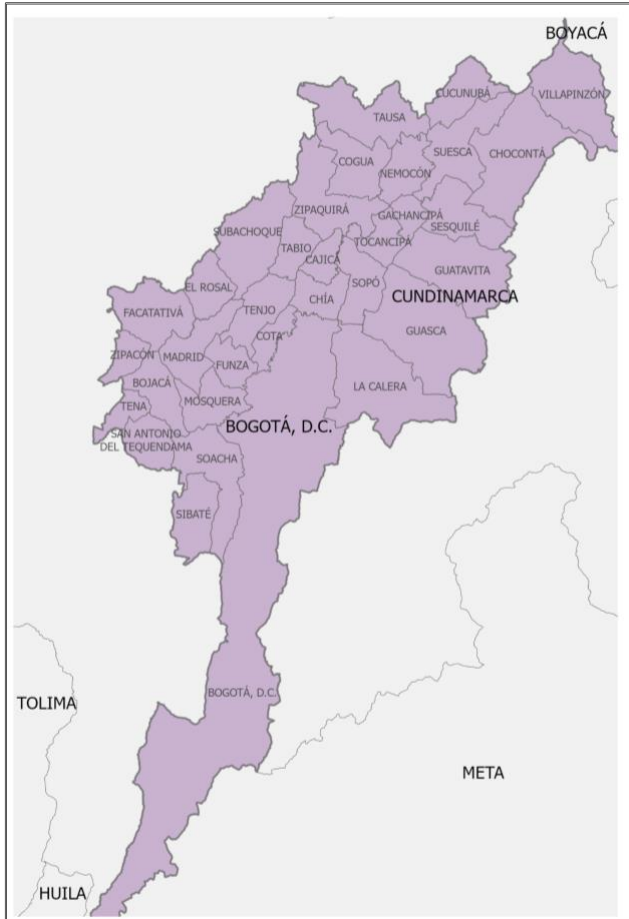 BOYACÁ
CUCUNUBÁ
VILLAPINZÓN
TAUSA
SUESCA
CHOCONTÁ
COGUA
NEMOCÓN
ZIPAQUIRÁ
GACHANCIPÁ
SESQUILÉ
SUBACHOQUE
TABIO
CAJICÁ
TOCANCIPÁ
GUATAVITA
EL ROSAL
SOPÓ
CHÍA
CUNDINAMARCA
FACATATIVÁ
TENJO
GUASCA
COTA
ZIPACÓN
MADRID
FUNZA
BOJACÁ
LA CALERA
TENA
MOSQUERA
BOGOTÁ, D.C.
SAN ANTONIO
DEL TEQUENDAMA
SOACHA
SIBATÉ
BOGOTÁ, D.C.
TOLIMA
META
HUILA